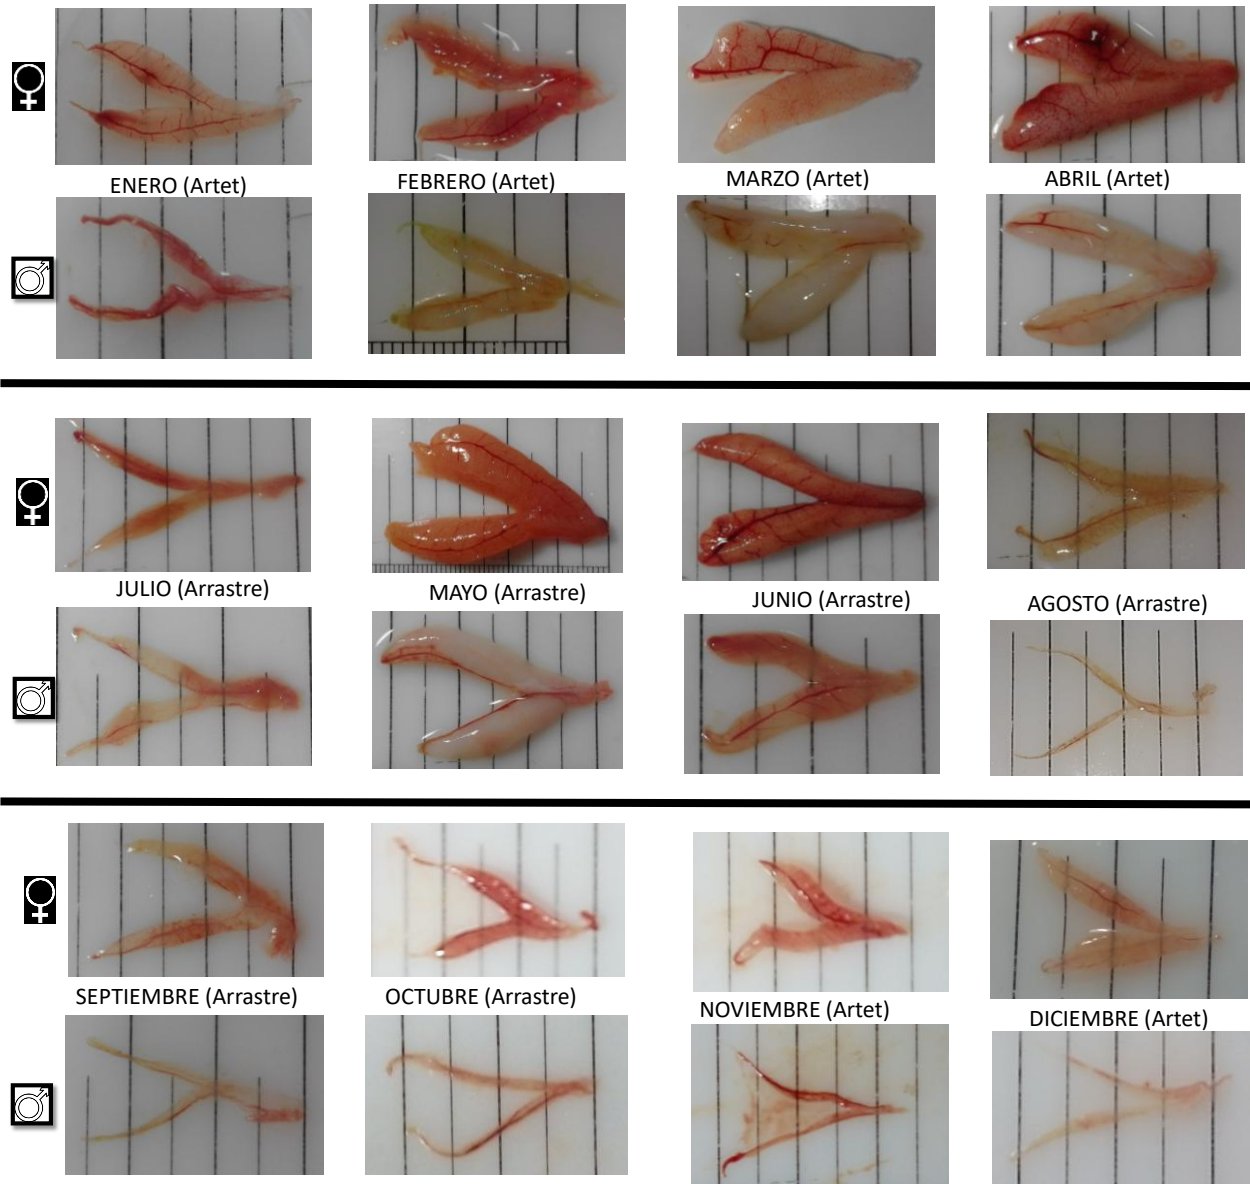 ENERO (Artet)
FEBRERO (Artet)
MARZO (Artet)
ABRIL (Artet)
JULIO (Arrastre)
MAYO (Arrastre)
JUNIO (Arrastre)
AGOSTO (Arrastre)
SEPTIEMBRE (Arrastre)
OCTUBRE (Arrastre)
NOVIEMBRE (Artet)
DICIEMBRE (Artet)